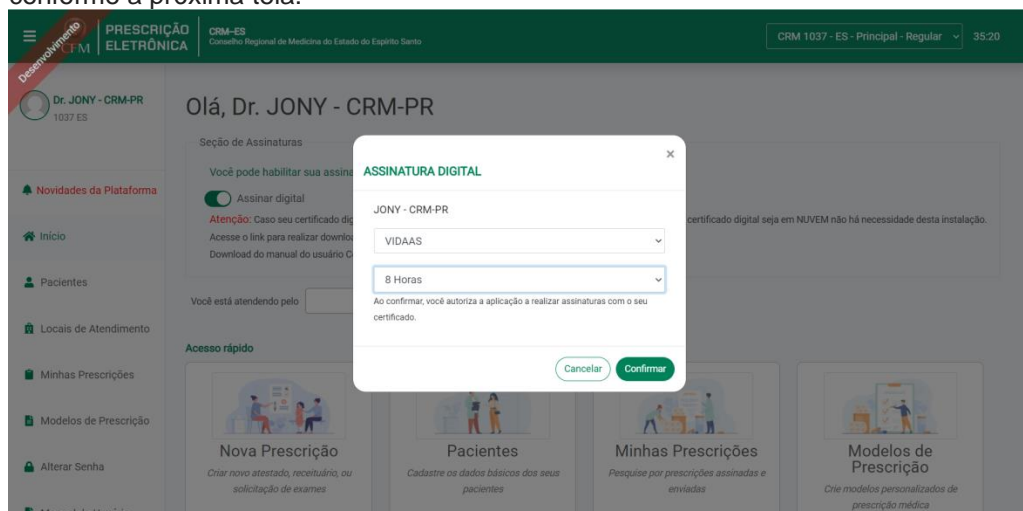 conforme a próxima tela.
Desenvolvimento
CFM
PRESCRIÇÃO
ELETRÔNICA
CRM-ES
Conselho Regional de Medicina do Estado do Espírito Santo
CRM 1037 - ES - Principal - Regular
35:20
Dr. JONY - CRM-PR
1037 ES
Novidades da Plataforma
Início
Pacientes
Locais de Atendimento
Minhas Prescrições
Modelos de Prescrição
Alterar Senha
Olá, Dr. JONY - CRM-PR
Seção de Assinaturas
Você pode habilitar sua assina
Assinar digital
Atenção: Caso seu certificado dig
certificado digital seja em NUVEM não há necessidade desta instalação.
Acesse o link para realizar downloa
Download do manual do usuário C
Você está atendendo pelo
ASSINATURA DIGITAL
×
JONY - CRM-PR
VIDAAS
8 Horas
Ao confirmar, você autoriza a aplicação a realizar assinaturas com o seu
certificado.
Cancelar
Confirmar
Acesso rápido
Nova Prescrição
Criar novo atestado, receituário, ou
solicitação de exames
Pacientes
Cadastre os dados básicos dos seus
pacientes
Minhas Prescrições
Pesquise por prescrições assinadas e
enviadas
Modelos de
Prescrição
Crie modelos personalizados de
prescrição médica